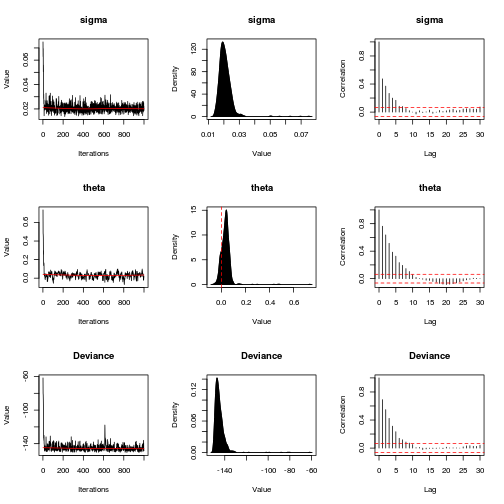 sigma sigma sigma
Value Density Correlation
0.02 0.04 0.06
0 200 400 600 800
Iterations
0 40 80 120
0.01 0.03 0.05 0.07
Value
0.0 0.4 0.8
0 5 10 15 20 25 30
Lag
theta theta theta
Value Density Correlation
0.0 0.2 0.4 0.6
0 200 400 600 800
Iterations
0 5 10 15
0.0 0.2 0.4 0.6
Value
0.0 0.4 0.8
0 5 10 15 20 25 30
Lag
Deviance Deviance Deviance
Value Density Correlation
-140 -100 -60
0 200 400 600 800
Iterations
0.00 0.06 0.12
-140 -100 -80 -60
Value
0.0 0.4 0.8
0 5 10 15 20 25 30
Lag